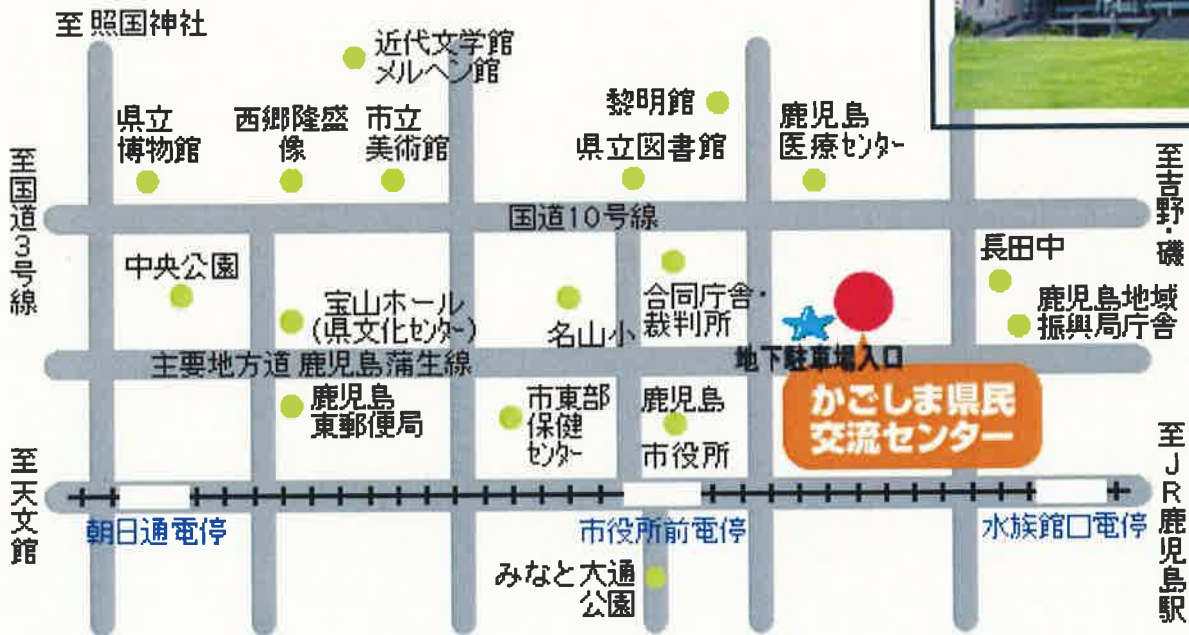 至 照国神社
近代文学館
メルヘン館
黎明館
県立
博物館
西郷隆盛
像
市立
美術館
県立図書館
鹿児島
医療センター
至国道3号線
至吉野・磯
国道10号線
中央公園
宝山ホール
(県文化センター)
名山小
合同庁舎・
裁判所
長田中
鹿児島地域
振興局庁舎
地下駐車場入口
主要地方道 鹿児島蒲生線
かごしま県民
交流センター
鹿児島
東郵便局
市東部
保健
センター
鹿児島
市役所
至天文館
至JR鹿児島駅
朝日通電停
市役所前電停
水族館口電停
みなと大通
公園